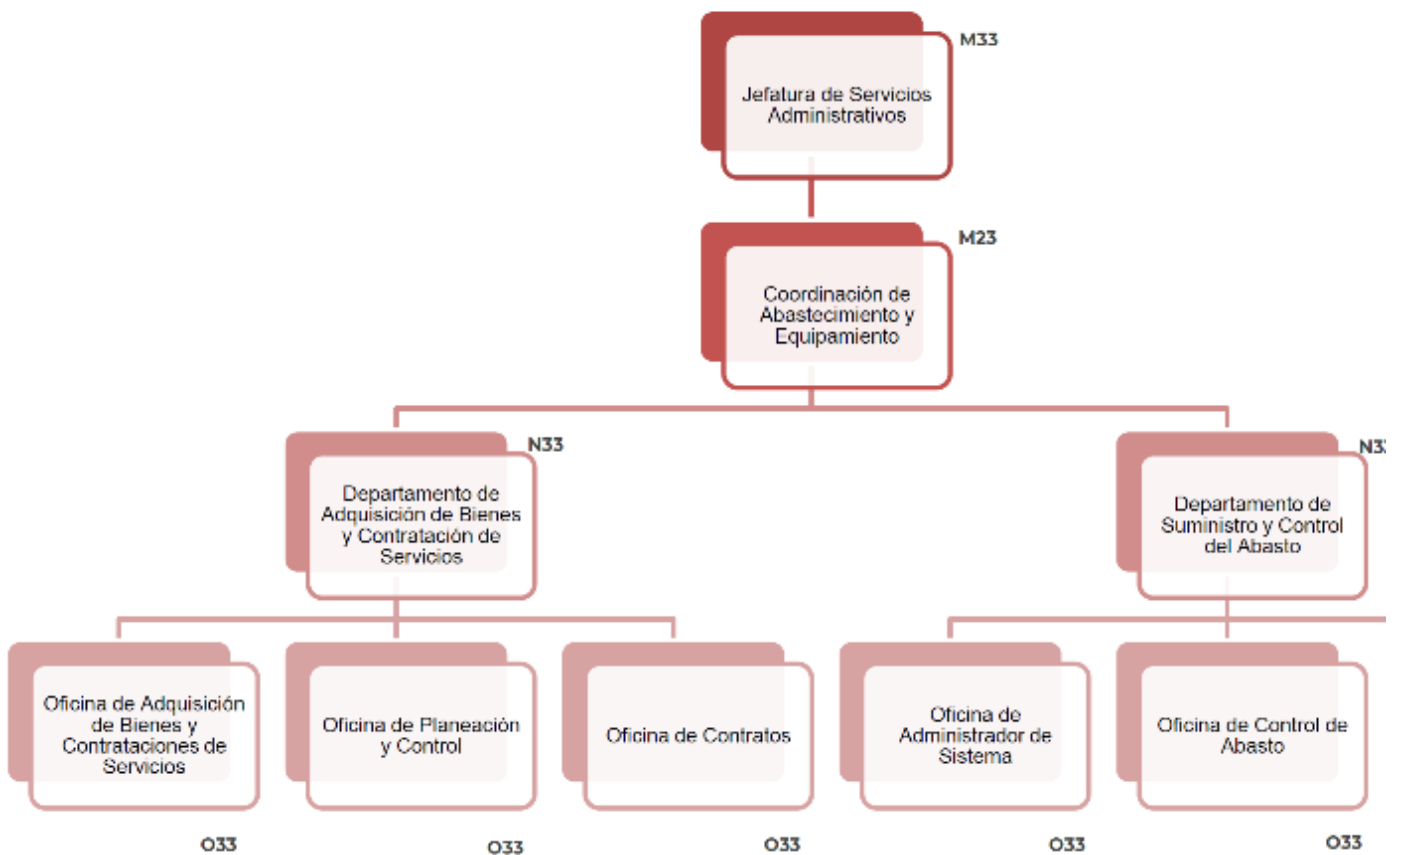 M33
Jefatura de Servicios
Administrativos
M23
Coordinación de
Abastecimiento y
Equipamiento
N33
Departamento de
Adquisición de Bienes
y Contratación de
Servicios
Departamento de
Suministro y Control
del Abasto
Oficina de Adquisición
de Bienes y
Contrataciones de
Servicios
O33
Oficina de Planeación
y Control
O33
Oficina de Contratos
O33
Oficina de
Administrador de
Sistema
O33
Oficina de Control de
Abasto
O33